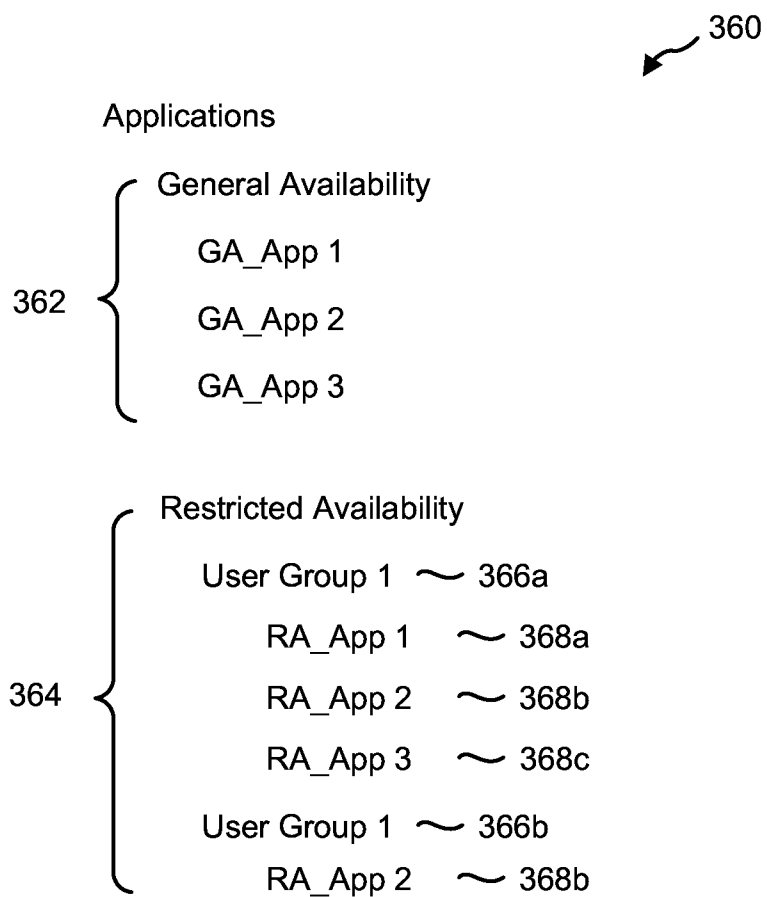 360
Applications
General Availability
GA_App 1
362
GA_App 2
GA_App 3
Restricted Availability
User Group 1 366a
RA_App 1 368a
364
RA_App 2 368b
RA_App 3 368c
User Group 1 366b
RA_App 2 368b